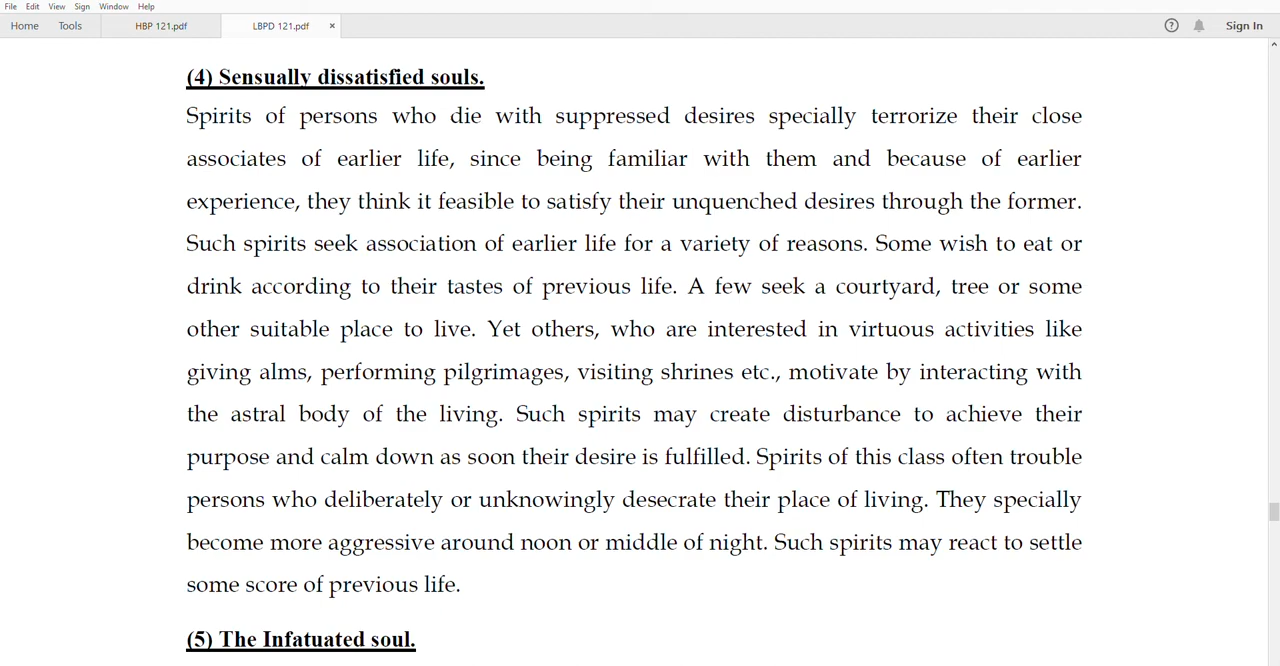 File Edit View Sign Window Help
Home Tools HBP 121.pdf LBPD 121.pdf × ? Sign In
(4) Sensually dissatisfied souls.
Spirits of persons who die with suppressed desires specially terrorize their close
associates of earlier life, since being familiar with them and because of earlier
experience, they think it feasible to satisfy their unquenched desires through the former.
Such spirits seek association of earlier life for a variety of reasons. Some wish to eat or
drink according to their tastes of previous life. A few seek a courtyard, tree or some
other suitable place to live. Yet others, who are interested in virtuous activities like
giving alms, performing pilgrimages, visiting shrines etc., motivate by interacting with
the astral body of the living. Such spirits may create disturbance to achieve their
purpose and calm down as soon their desire is fulfilled. Spirits of this class often trouble
persons who deliberately or unknowingly desecrate their place of living. They specially
become more aggressive around noon or middle of night. Such spirits may react to settle
some score of previous life.
(5) The Infatuated soul.